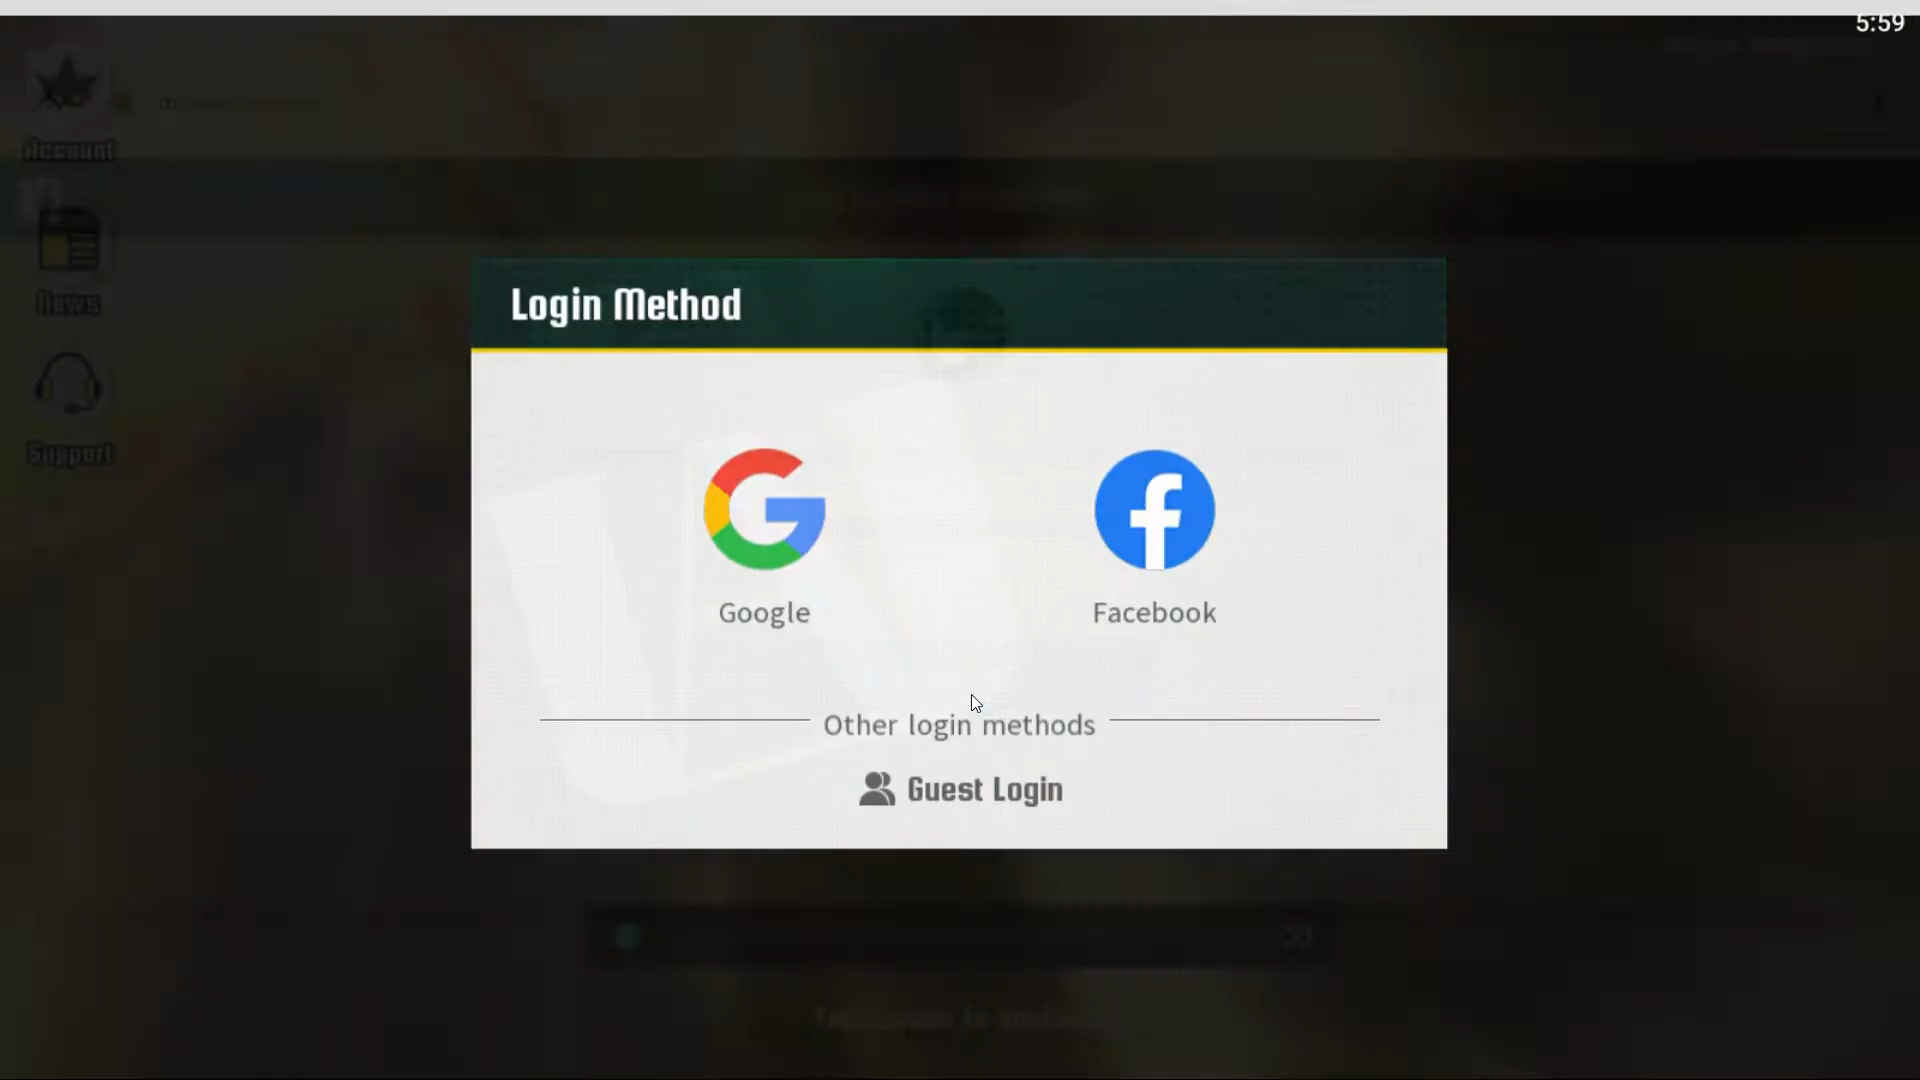 5:59
Account
News
Support
Login Method
Google
Facebook
Other login methods
Guest Login